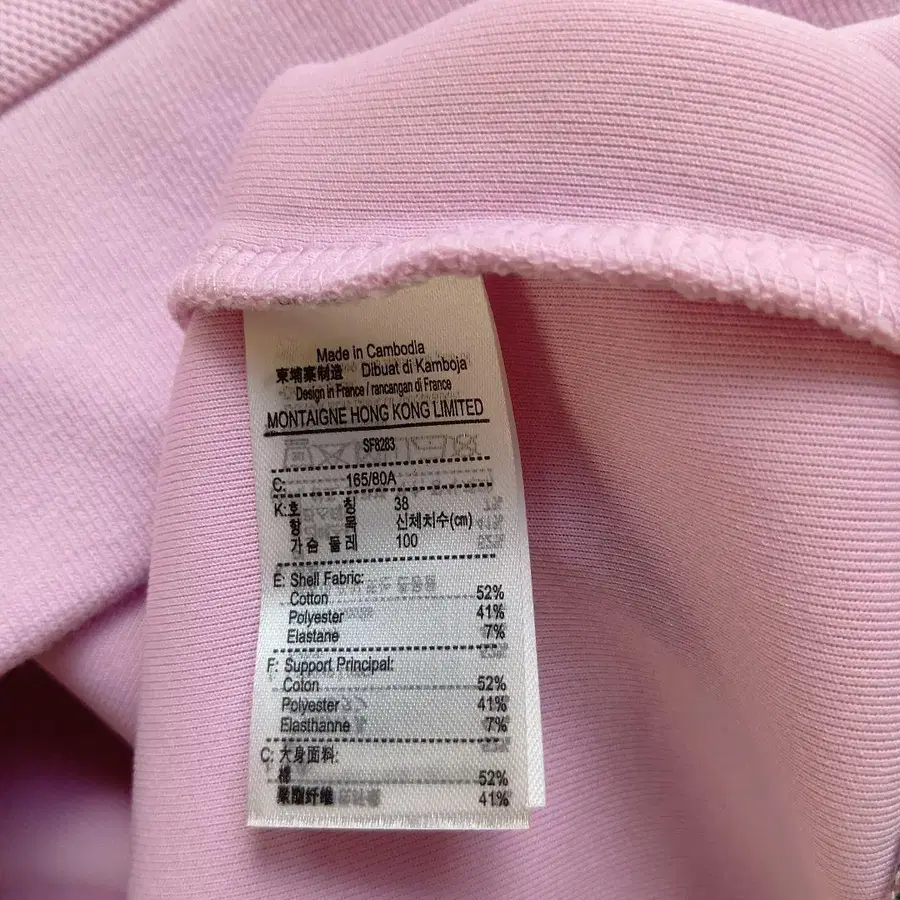 Made in Cambodia
柬埔寨制造 Dibuat di Kamboja
Design in France / rancangan di France
MONTAIGNE HONG KONG LIMITED
SF8283
C: 165/80A
K: 호 칭 38
항 목 신체치수(cm)
가슴 둘레 100
E: Shell Fabric:
Cotton 52%
Polyester 41%
Elastane 7%
F: Support Principal:
Coton 52%
Polyester 41%
Elasthanne 7%
C: 大身面料:
棉 52%
聚酯纤维 41%